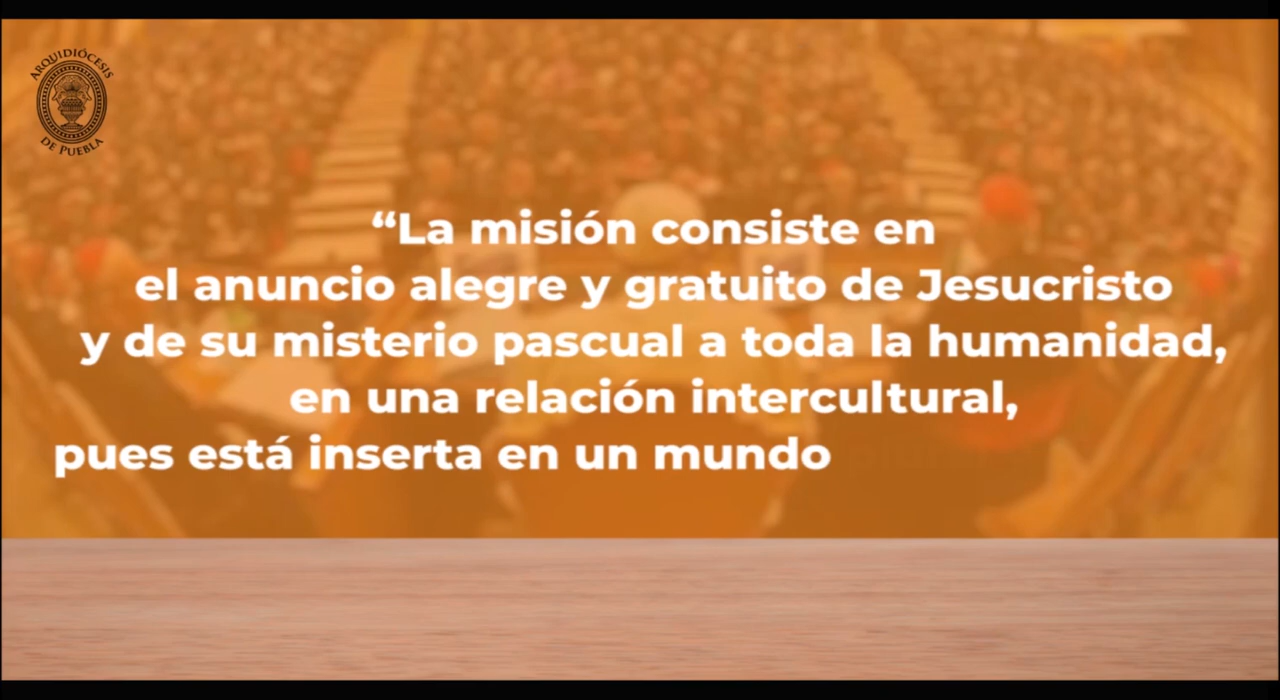 ARQUIDIÓCESIS
DE PUEBLA
“La misión consiste en
el anuncio alegre y gratuito de Jesucristo
y de su misterio pascual a toda la humanidad,
en una relación intercultural,
pues está inserta en un mundo